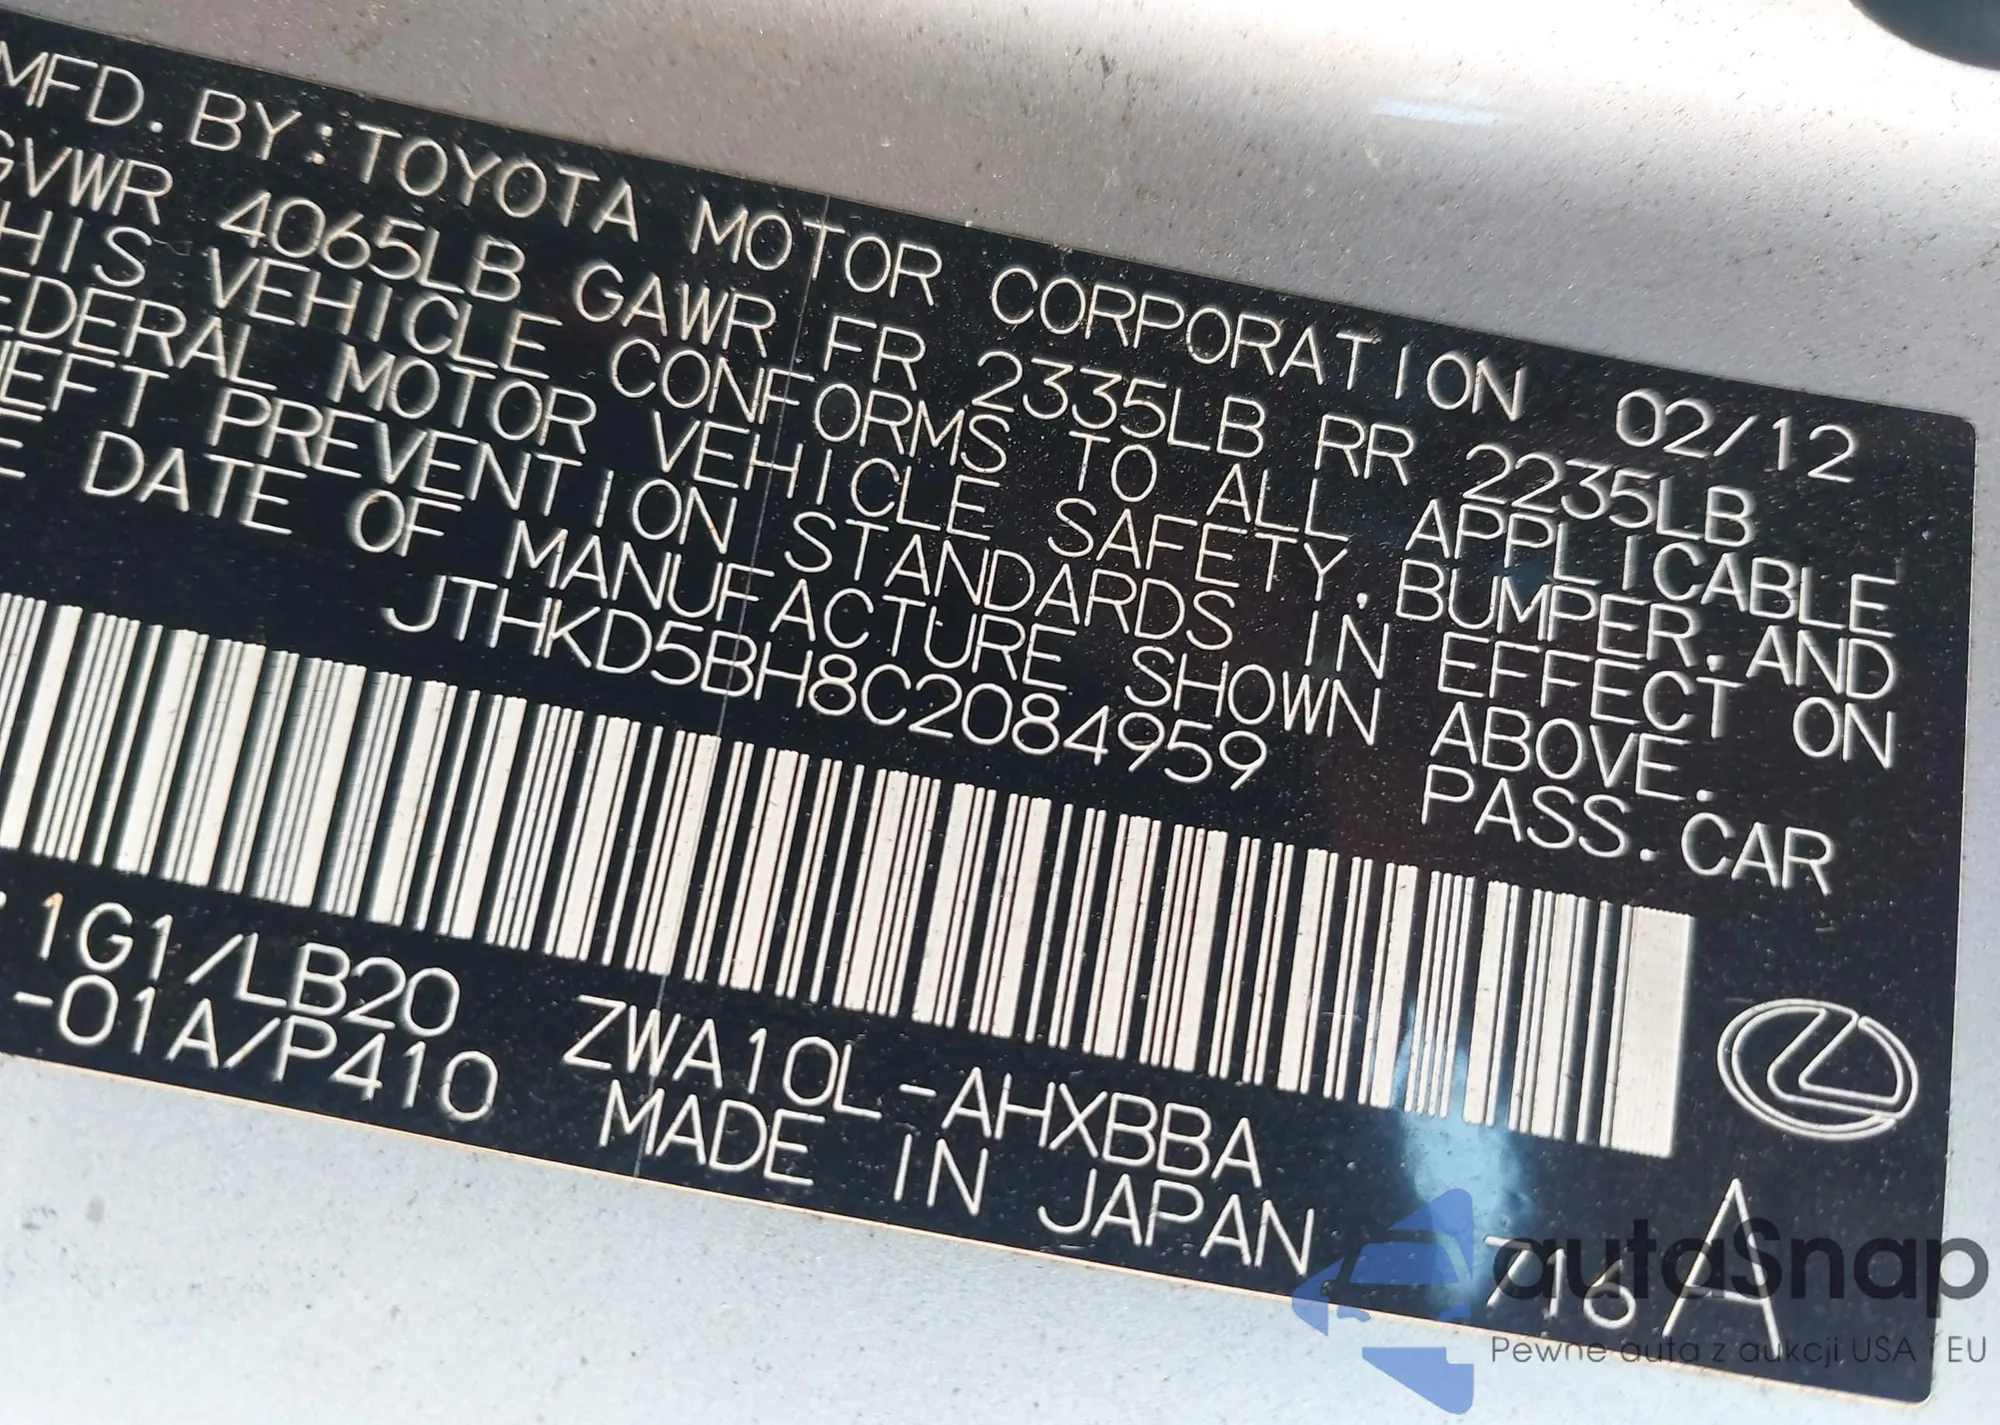 MFD.BY:TOYOTA MOTOR CORPORATION 02/12
GVWR 4065LB GAWR FR 2335LB RR 2235LB
HIS VEHICLE CONFORMS TO ALL APPLICABLE
EDERAL MOTOR VEHICLE SAFETY,BUMPER,AND
HEFT PREVENTION STANDARDS IN EFFECT ON
E DATE OF MANUFACTURE SHOWN ABOVE.
JTHKD5BH8C2084959 PASS.CAR
1G1/LB20 ZWA10L-AHXBBA
-01A/P410 MADE IN JAPAN 716 A
autoSnap
Pewne auta z aukcji USA i EU